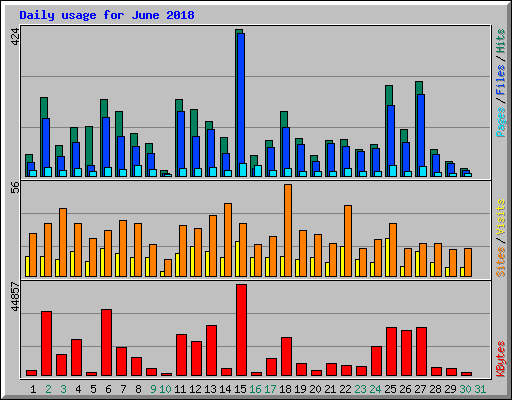 Daily usage for June 2018
424
Pages / Files / Hits
56
Sites / Visits
44857
KBytes
1 2 3 4 5 6 7 8 9 10 11 12 13 14 15 16 17 18 19 20 21 22 23 24 25 26 27 28 29 30 31